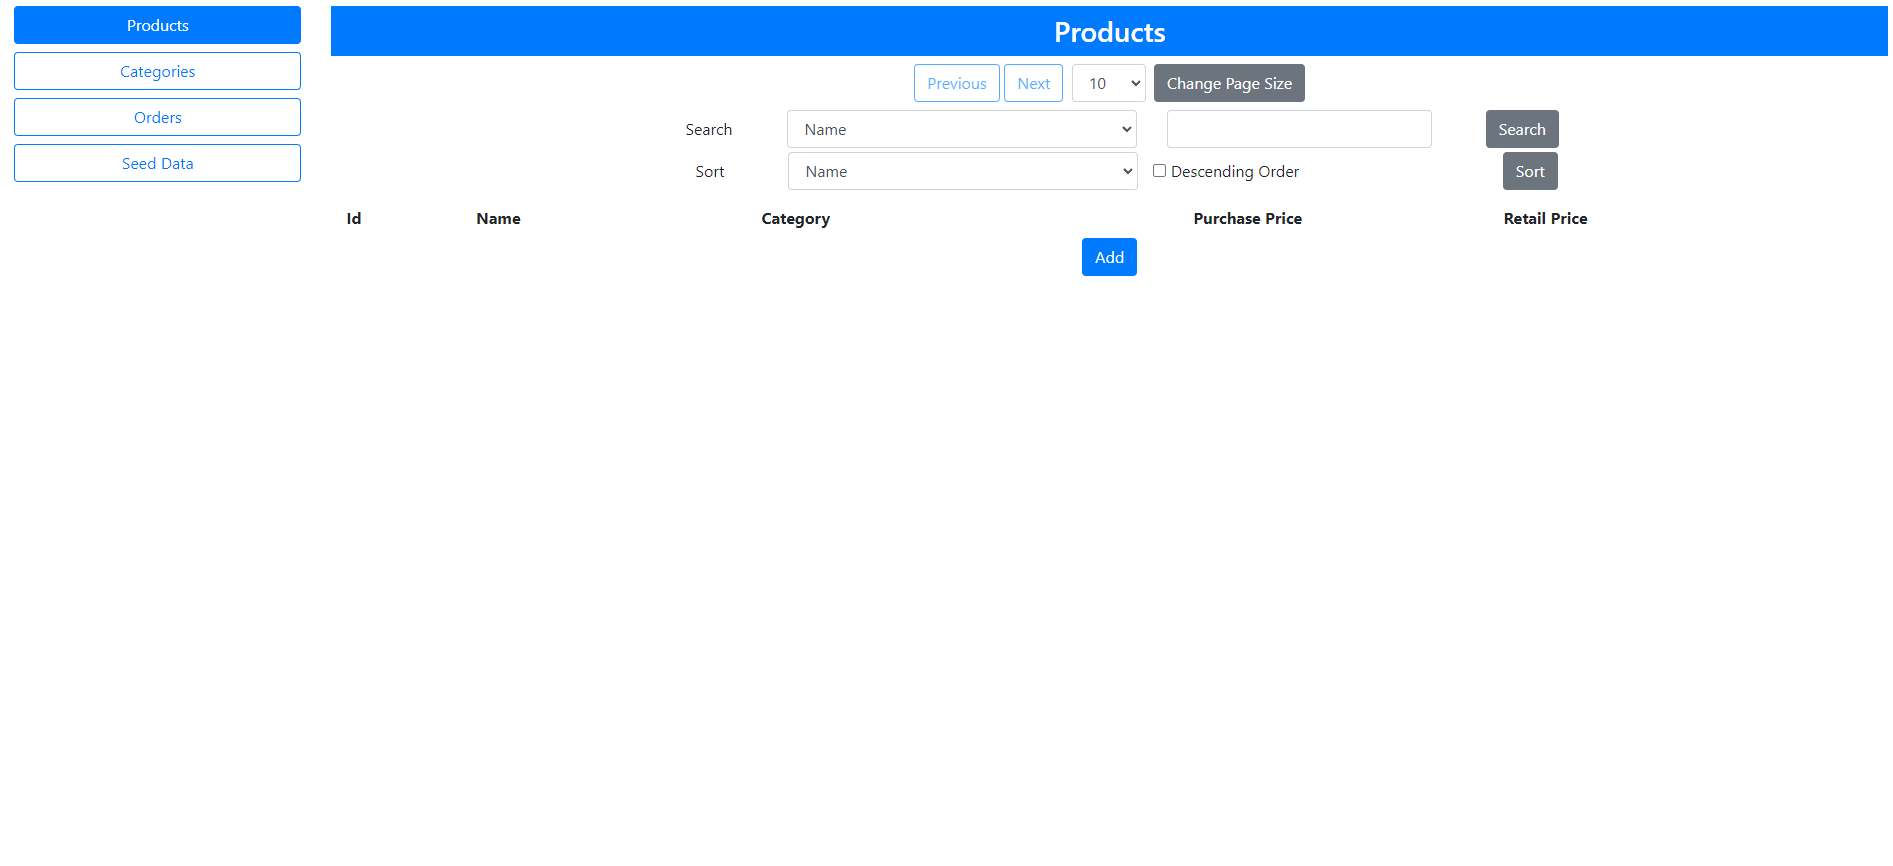 Products
Categories
Orders
Seed Data
Products
Previous Next 10 Change Page Size
Search Name Search
Sort Name Descending Order Sort
Id Name Category Purchase Price Retail Price
Add